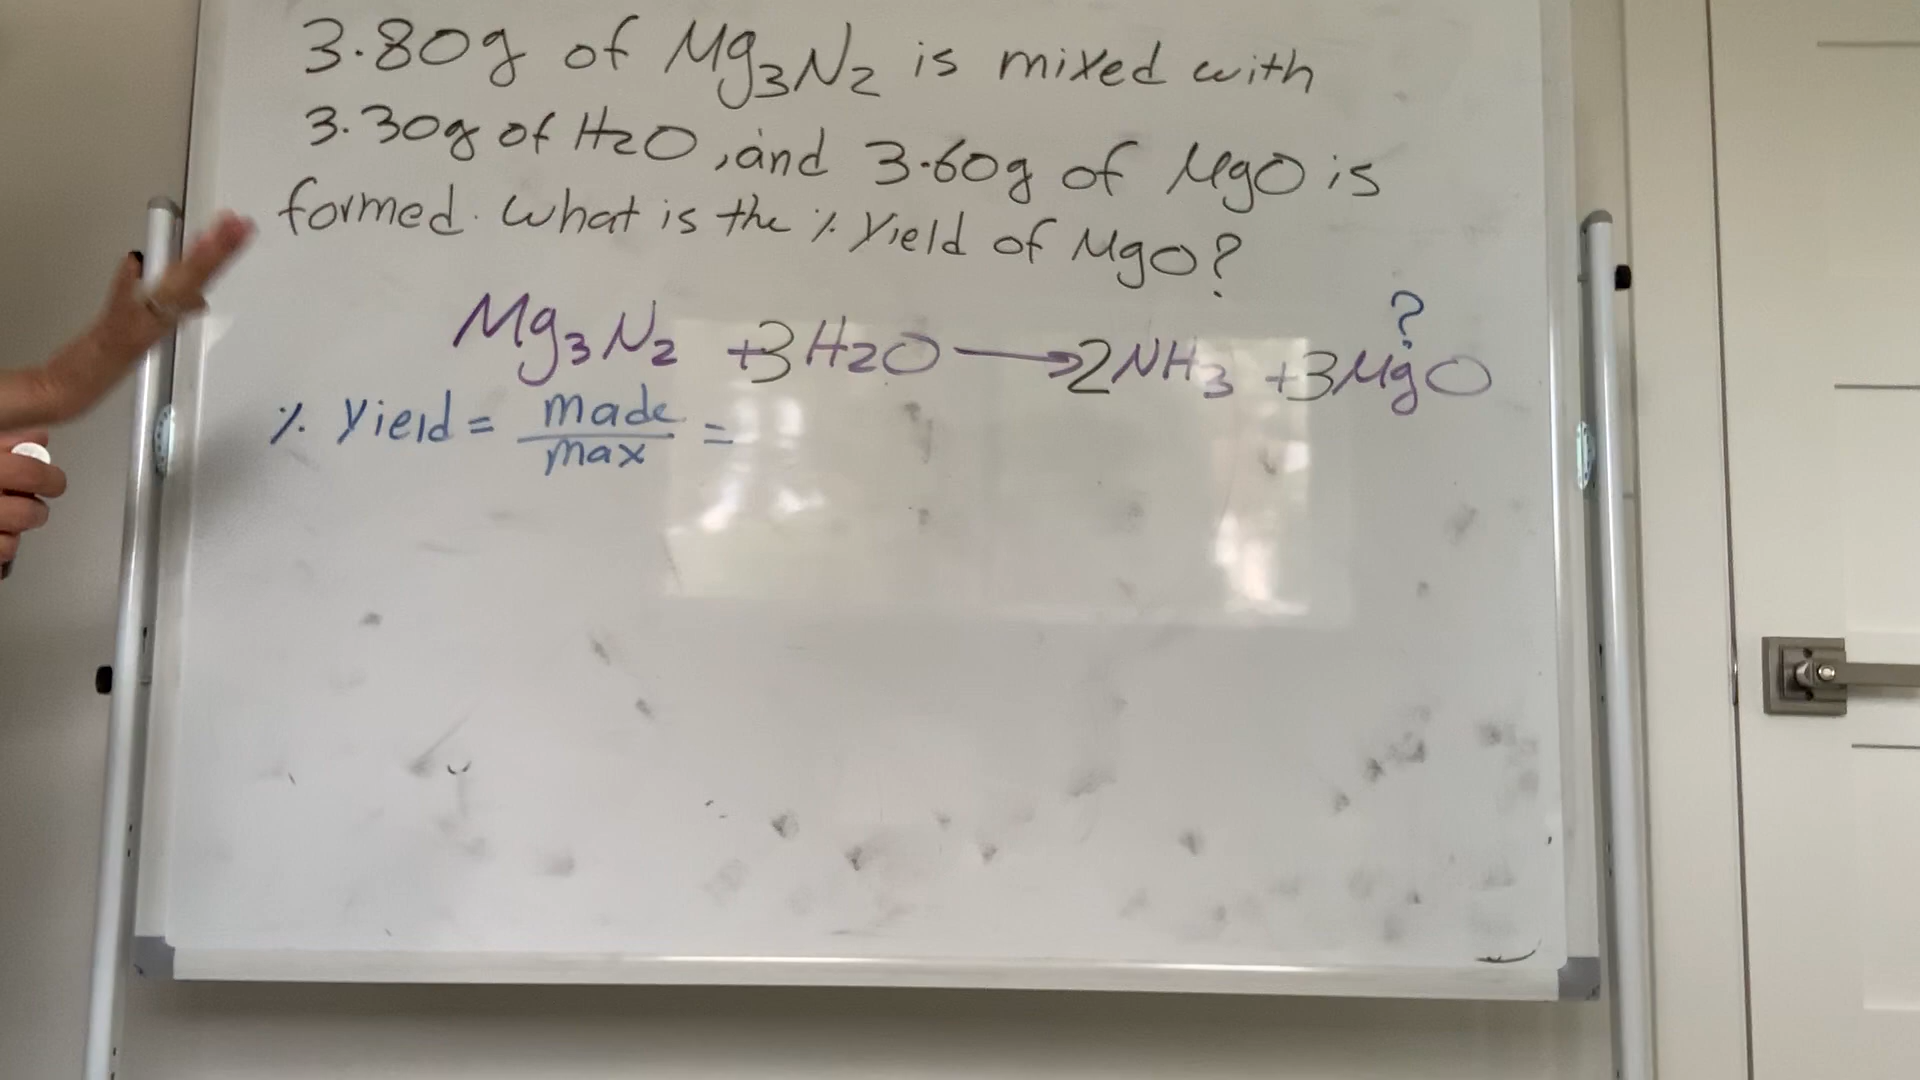 3.80g of Mg3N2 is mixed with
3.30g of H2O, and 3.60g of MgO is
formed. What is the % Yield of MgO?
?
Mg3N2 + 3H2O → 2NH3 + 3MgO
% Yield = made/max =